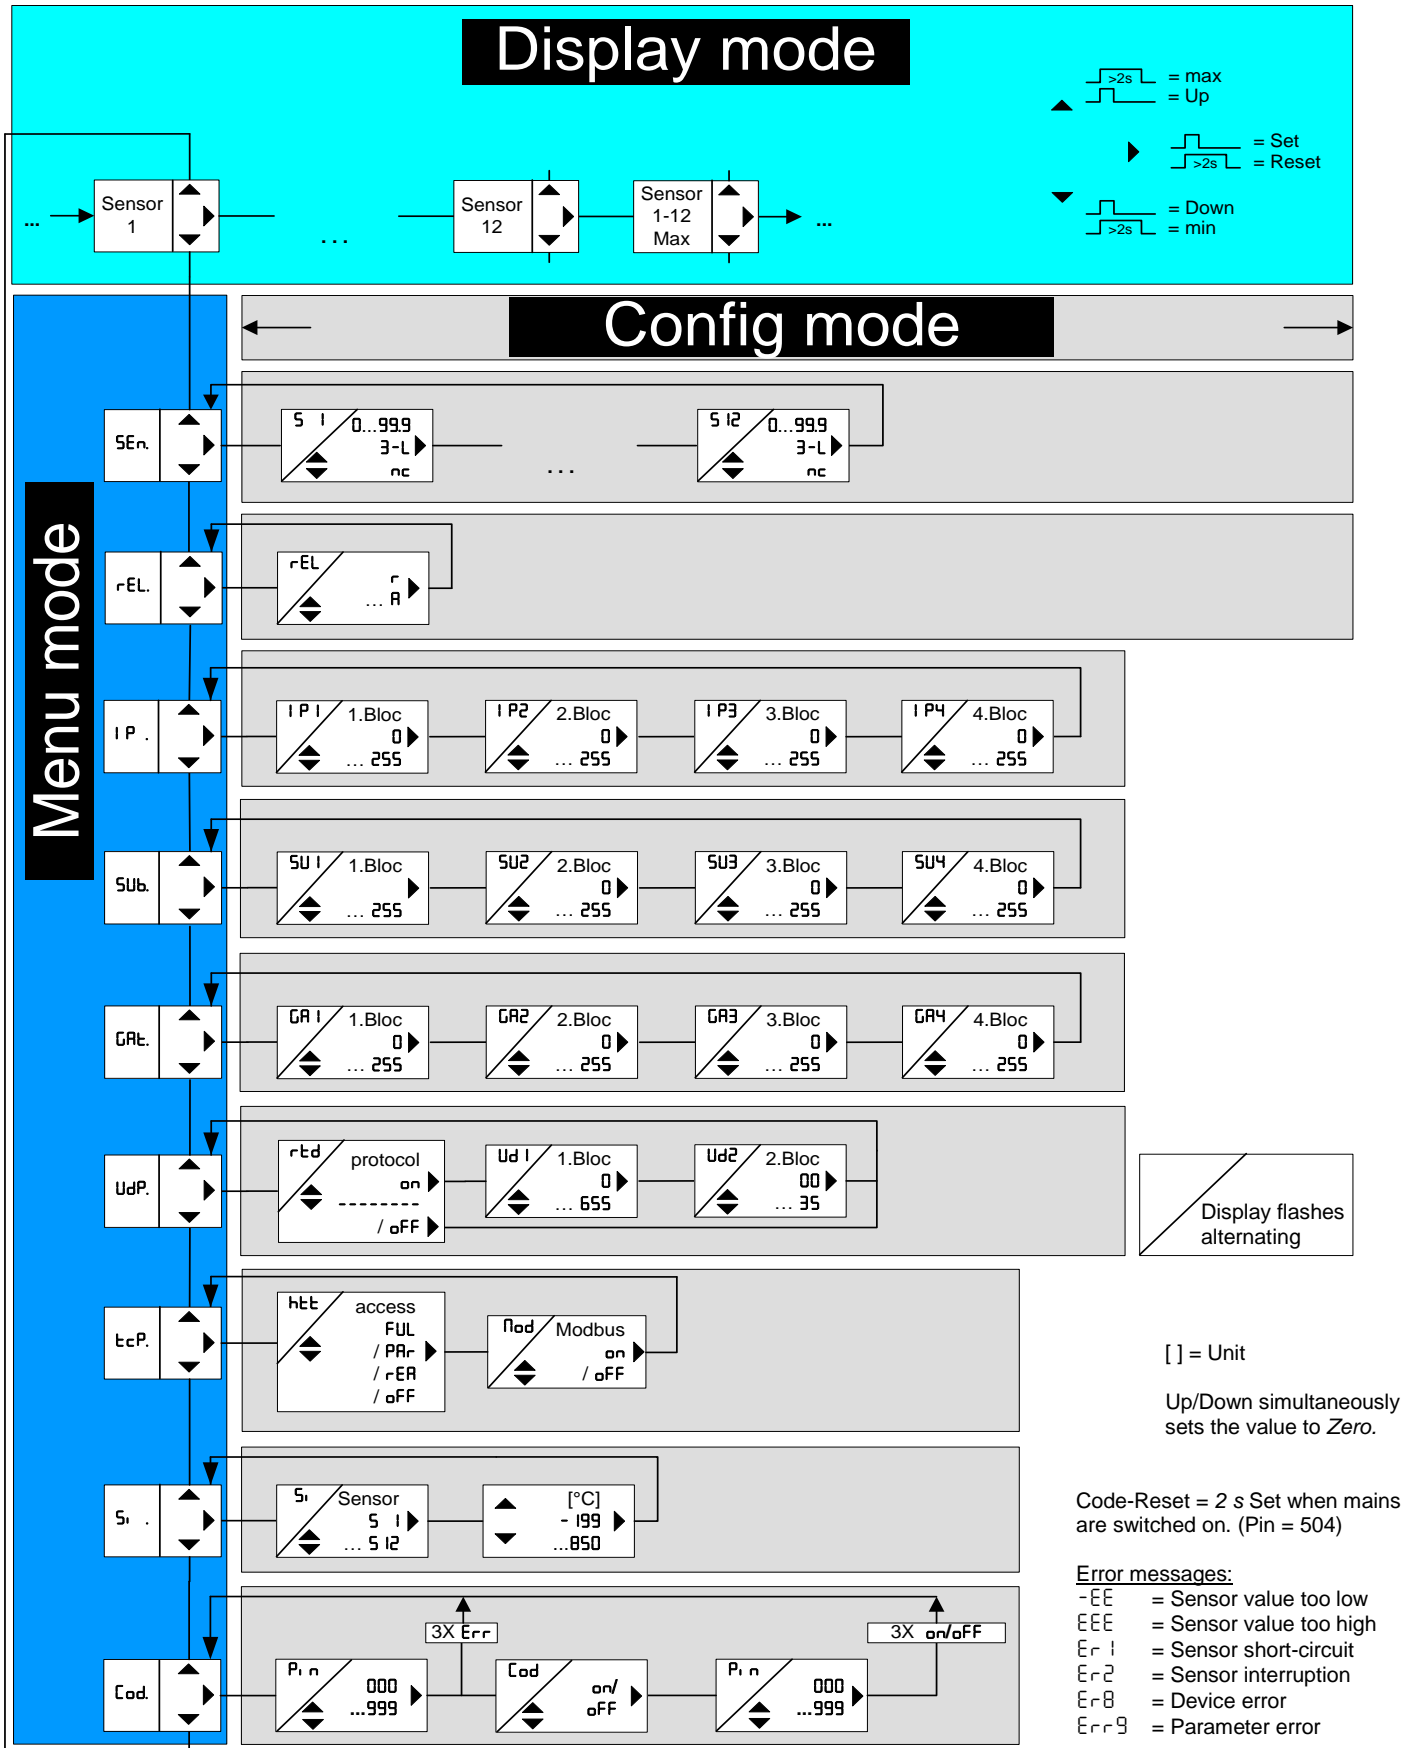 Display mode
>2s = max
= Up
= Set
>2s = Reset
= Down
>2s = min
...
Sensor
1
...
Sensor
12
Sensor
1-12
Max
...
Config mode
Menu mode
SEn.
S 1
0...99.9
3-L
nc
...
S 12
0...99.9
3-L
nc
rEL.
rEL
r
... A
IP .
IP1 1.Bloc
0
... 255
IP2 2.Bloc
0
... 255
IP3 3.Bloc
0
... 255
IP4 4.Bloc
0
... 255
SUb.
SU1 1.Bloc
... 255
SU2 2.Bloc
0
... 255
SU3 3.Bloc
0
... 255
SU4 4.Bloc
0
... 255
GAt.
GA1 1.Bloc
0
... 255
GA2 2.Bloc
0
... 255
GA3 3.Bloc
0
... 255
GA4 4.Bloc
0
... 255
UdP.
rtd protocol
on
--------
/ oFF
Ud1 1.Bloc
0
... 655
Ud2 2.Bloc
00
... 35
Display flashes
alternating
tcP.
htt access
FUL
/ PAr
/ rEA
/ oFF
Mod Modbus
on
/ oFF
[ ] = Unit
Up/Down simultaneously
sets the value to Zero.
Si .
Si Sensor
S 1
... S 12
[°C]
-199
...850
Code-Reset = 2 s Set when mains
are switched on. (Pin = 504)
Error messages:
-EE = Sensor value too low
EEE = Sensor value too high
Er1 = Sensor short-circuit
Er2 = Sensor interruption
Er8 = Device error
Err9 = Parameter error
3X Err
3X on/oFF
Cod.
Pin
000
...999
Cod
on/
oFF
Pin
000
...999